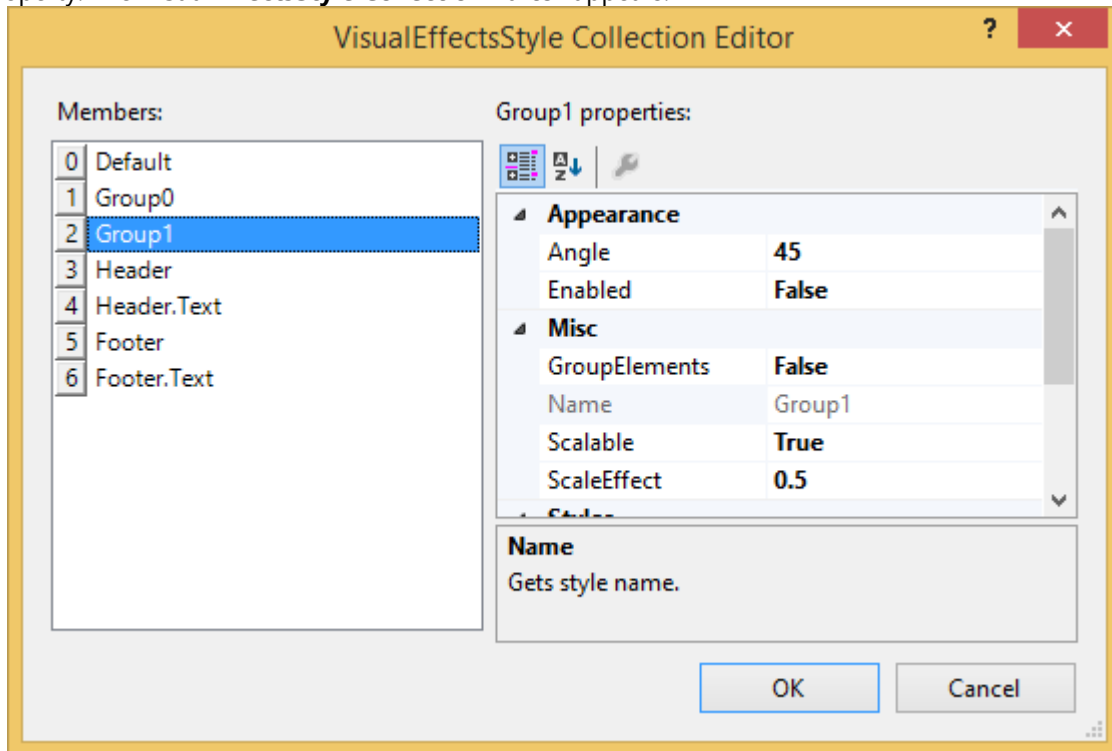 VisualEffectsStyle Collection Editor
?
×
Members:
Group1 properties:
0 Default
1 Group0
2 Group1
3 Header
4 Header.Text
5 Footer
6 Footer.Text
Appearance
Angle 45
Enabled False
Misc
GroupElements False
Name Group1
Scalable True
ScaleEffect 0.5
Name
Gets style name.
OK
Cancel